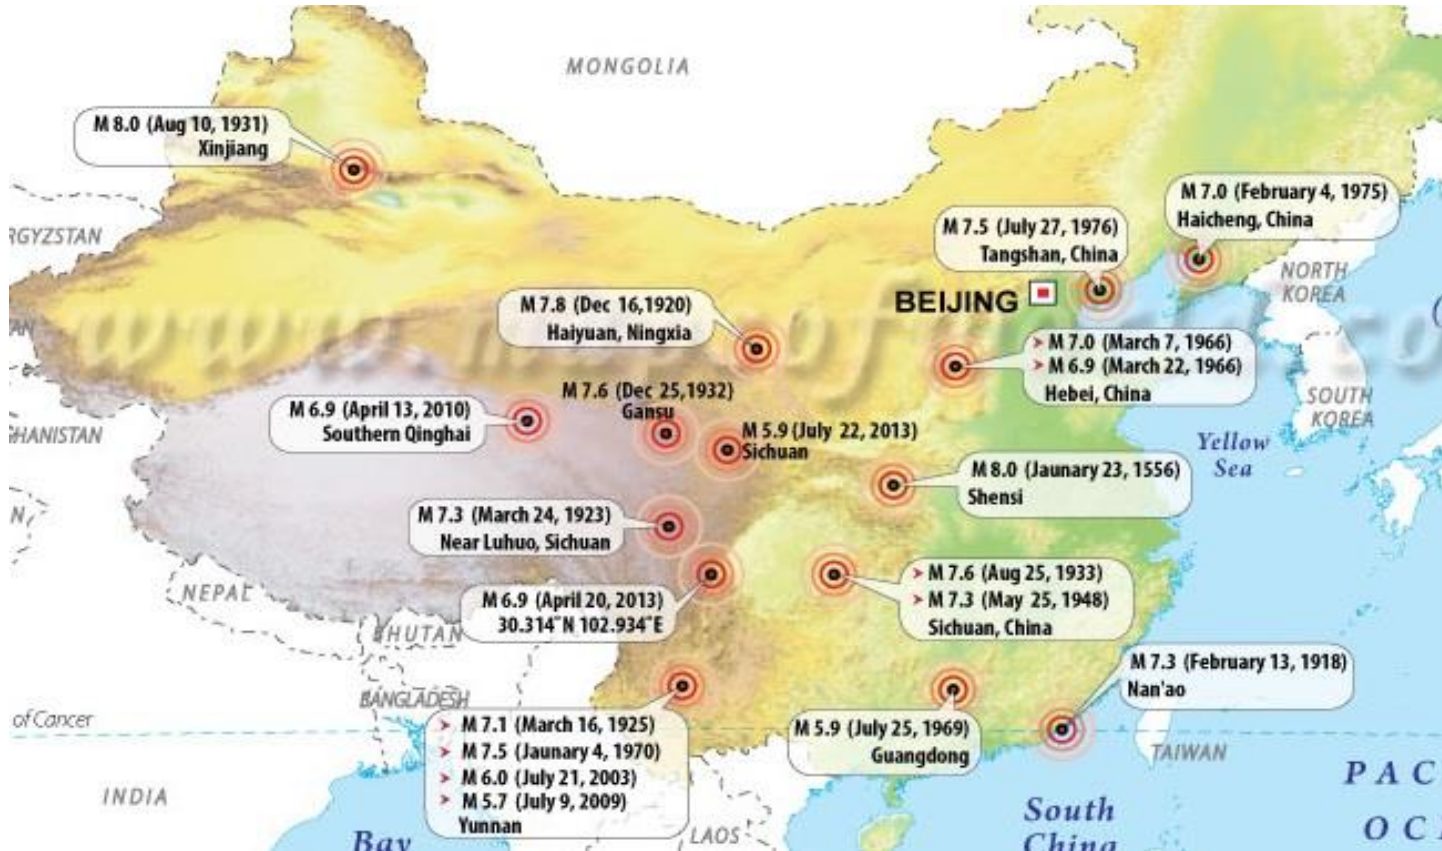 MONGOLIA
M 8.0 (Aug 10, 1931)
Xinjiang
M 7.0 (February 4, 1975)
Haicheng, China
RGYZSTAN
M 7.5 (July 27, 1976)
Tangshan, China
NORTH
KOREA
BEIJING
M 7.8 (Dec 16,1920)
Haiyuan, Ningxia
M 7.0 (March 7, 1966)
M 6.9 (March 22, 1966)
Hebei, China
M 7.6 (Dec 25,1932)
Gansu
M 6.9 (April 13, 2010)
Southern Qinghai
SOUTH
KOREA
HANISTAN
M 5.9 (July 22, 2013)
Sichuan
Yellow
Sea
M 8.0 (Jaunary 23, 1556)
Shensi
M 7.3 (March 24, 1923)
Near Luhuo, Sichuan
NEPAL
M 7.6 (Aug 25, 1933)
M 7.3 (May 25, 1948)
Sichuan, China
M 6.9 (April 20, 2013)
30.314°N 102.934°E
BHUTAN
M 7.3 (February 13, 1918)
Nan'ao
BANGLADESH
of Cancer
M 7.1 (March 16, 1925)
M 7.5 (Jaunary 4, 1970)
M 6.0 (July 21, 2003)
M 5.7 (July 9, 2009)
Yunnan
M 5.9 (July 25, 1969)
Guangdong
TAIWAN
INDIA
PAC
South
China
OC
LAOS
Bay